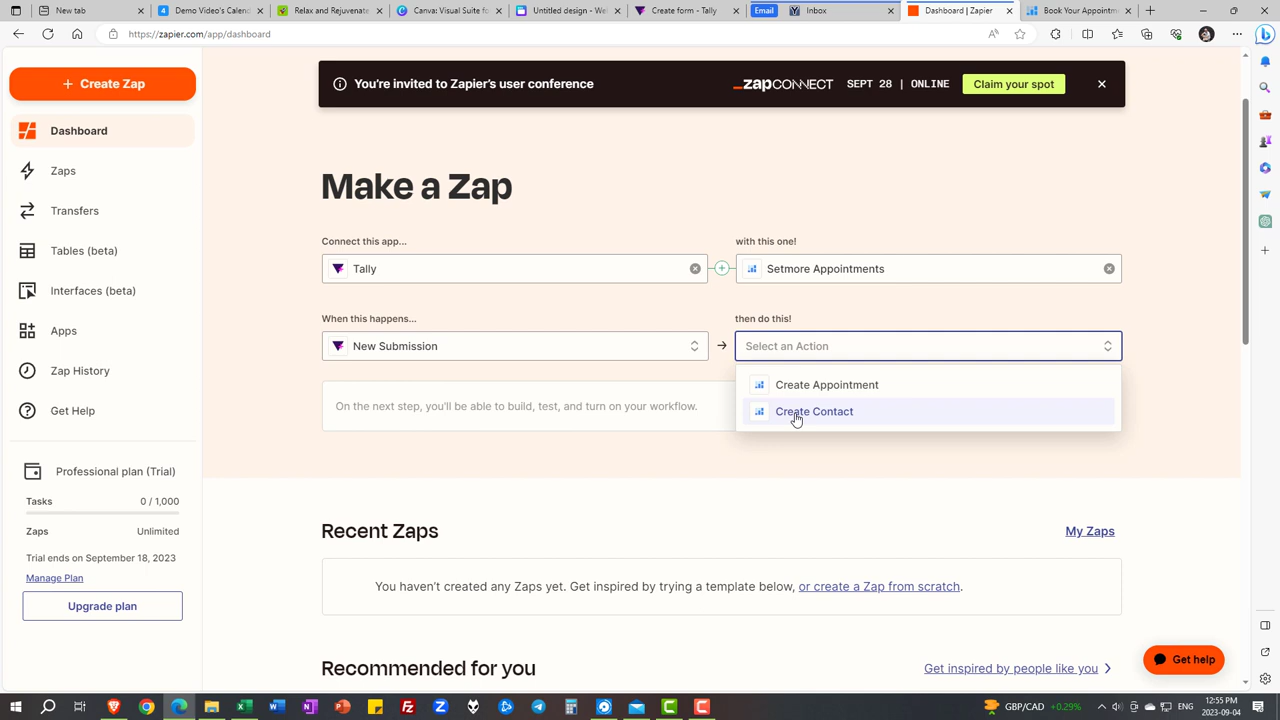 New tab
4 Demo Video's Calend
Relax and Rejuvenate
Canva: Visual Suite fo
Untitled design - We
Create form - Tally
Email
Inbox
Dashboard | Zapier
Book Your Appointm
https://zapier.com/app/dashboard
+ Create Zap
Dashboard
Zaps
Transfers
Tables (beta)
Interfaces (beta)
Apps
Zap History
Get Help
Professional plan (Trial)
Tasks 0 / 1,000
Zaps Unlimited
Trial ends on September 18, 2023
Manage Plan
Upgrade plan
You're invited to Zapier's user conference
zapCONNECT SEPT 28 | ONLINE
Claim your spot
Make a Zap
Connect this app...
with this one!
Tally
Setmore Appointments
When this happens...
then do this!
New Submission
Select an Action
Create Appointment
Create Contact
On the next step, you'll be able to build, test, and turn on your workflow.
Recent Zaps
My Zaps
You haven't created any Zaps yet. Get inspired by trying a template below, or create a Zap from scratch.
Recommended for you
Get inspired by people like you
Get help
GBP/CAD +0.29%
ENG
12:55 PM
2023-09-04